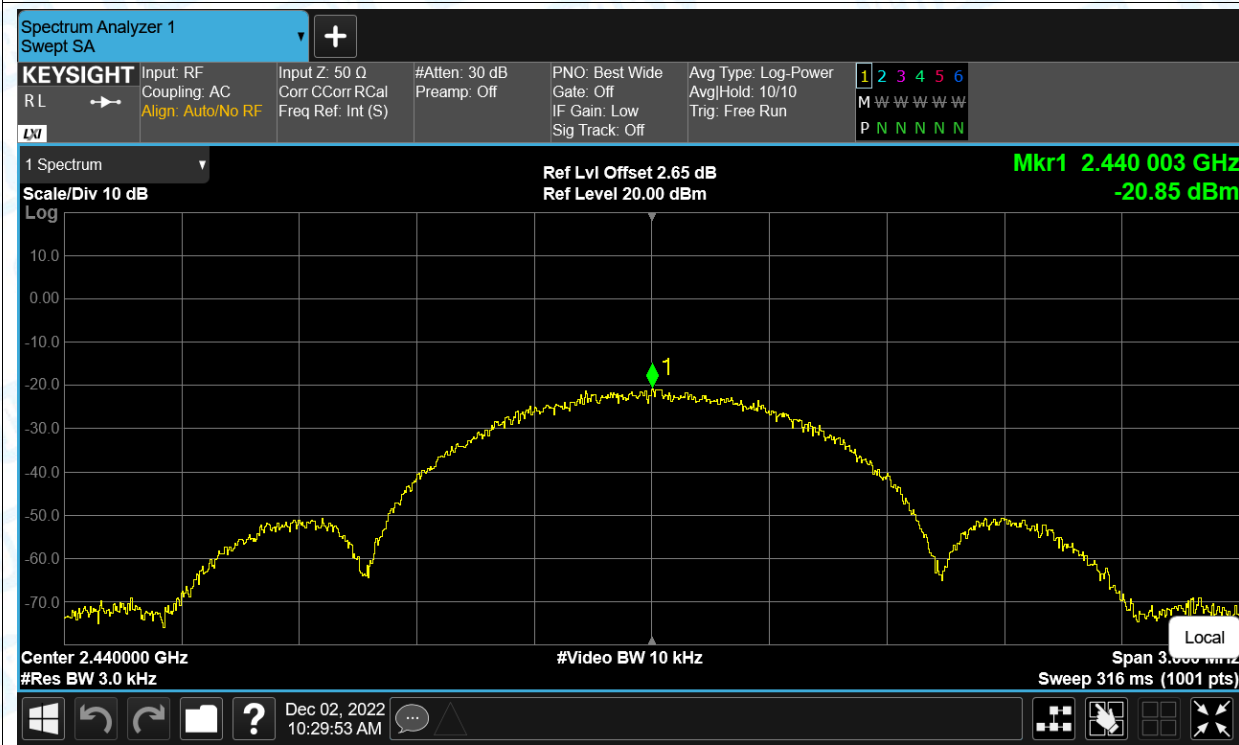 Spectrum Analyzer 1
Swept SA
KEYSIGHT
R L
LXI
Input: RF
Coupling: AC
Align: Auto/No RF
Input Z: 50 Ω
Corr CCorr RCal
Freq Ref: Int (S)
#Atten: 30 dB
Preamp: Off
PNO: Best Wide
Gate: Off
IF Gain: Low
Sig Track: Off
Avg Type: Log-Power
Avg|Hold: 10/10
Trig: Free Run
1 2 3 4 5 6
M W W W W W
P N N N N N
1 Spectrum
Scale/Div 10 dB
Ref Lvl Offset 2.65 dB
Ref Level 20.00 dBm
Mkr1 2.440 003 GHz
-20.85 dBm
Log
10.0
0.00
-10.0
1
-20.0
-30.0
-40.0
-50.0
-60.0
-70.0
Local
Center 2.440000 GHz
#Video BW 10 kHz
Span
#Res BW 3.0 kHz
Sweep 316 ms (1001 pts)
?
Dec 02, 2022
10:29:53 AM